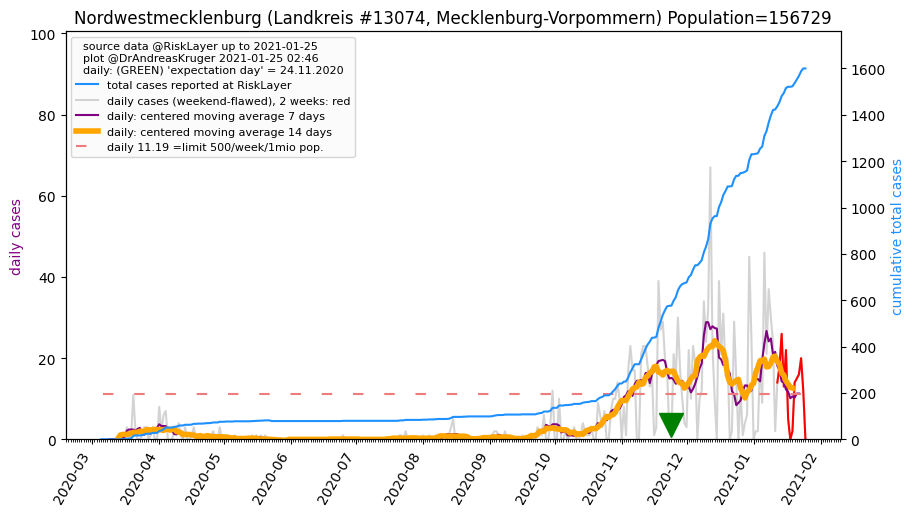 Nordwestmecklenburg (Landkreis #13074, Mecklenburg-Vorpommern) Population=156729
source data @RiskLayer up to 2021-01-25
plot @DrAndreasKruger 2021-01-25 02:46
daily: (GREEN) 'expectation day' = 24.11.2020
total cases reported at RiskLayer
daily cases (weekend-flawed), 2 weeks: red
daily: centered moving average 7 days
daily: centered moving average 14 days
daily 11.19 =limit 500/week/1mio pop.
daily cases
100
80
60
40
20
0
cumulative total cases
1600
1400
1200
1000
800
600
400
200
0
2020-03
2020-04
2020-05
2020-06
2020-07
2020-08
2020-09
2020-10
2020-11
2020-12
2021-01
2021-02